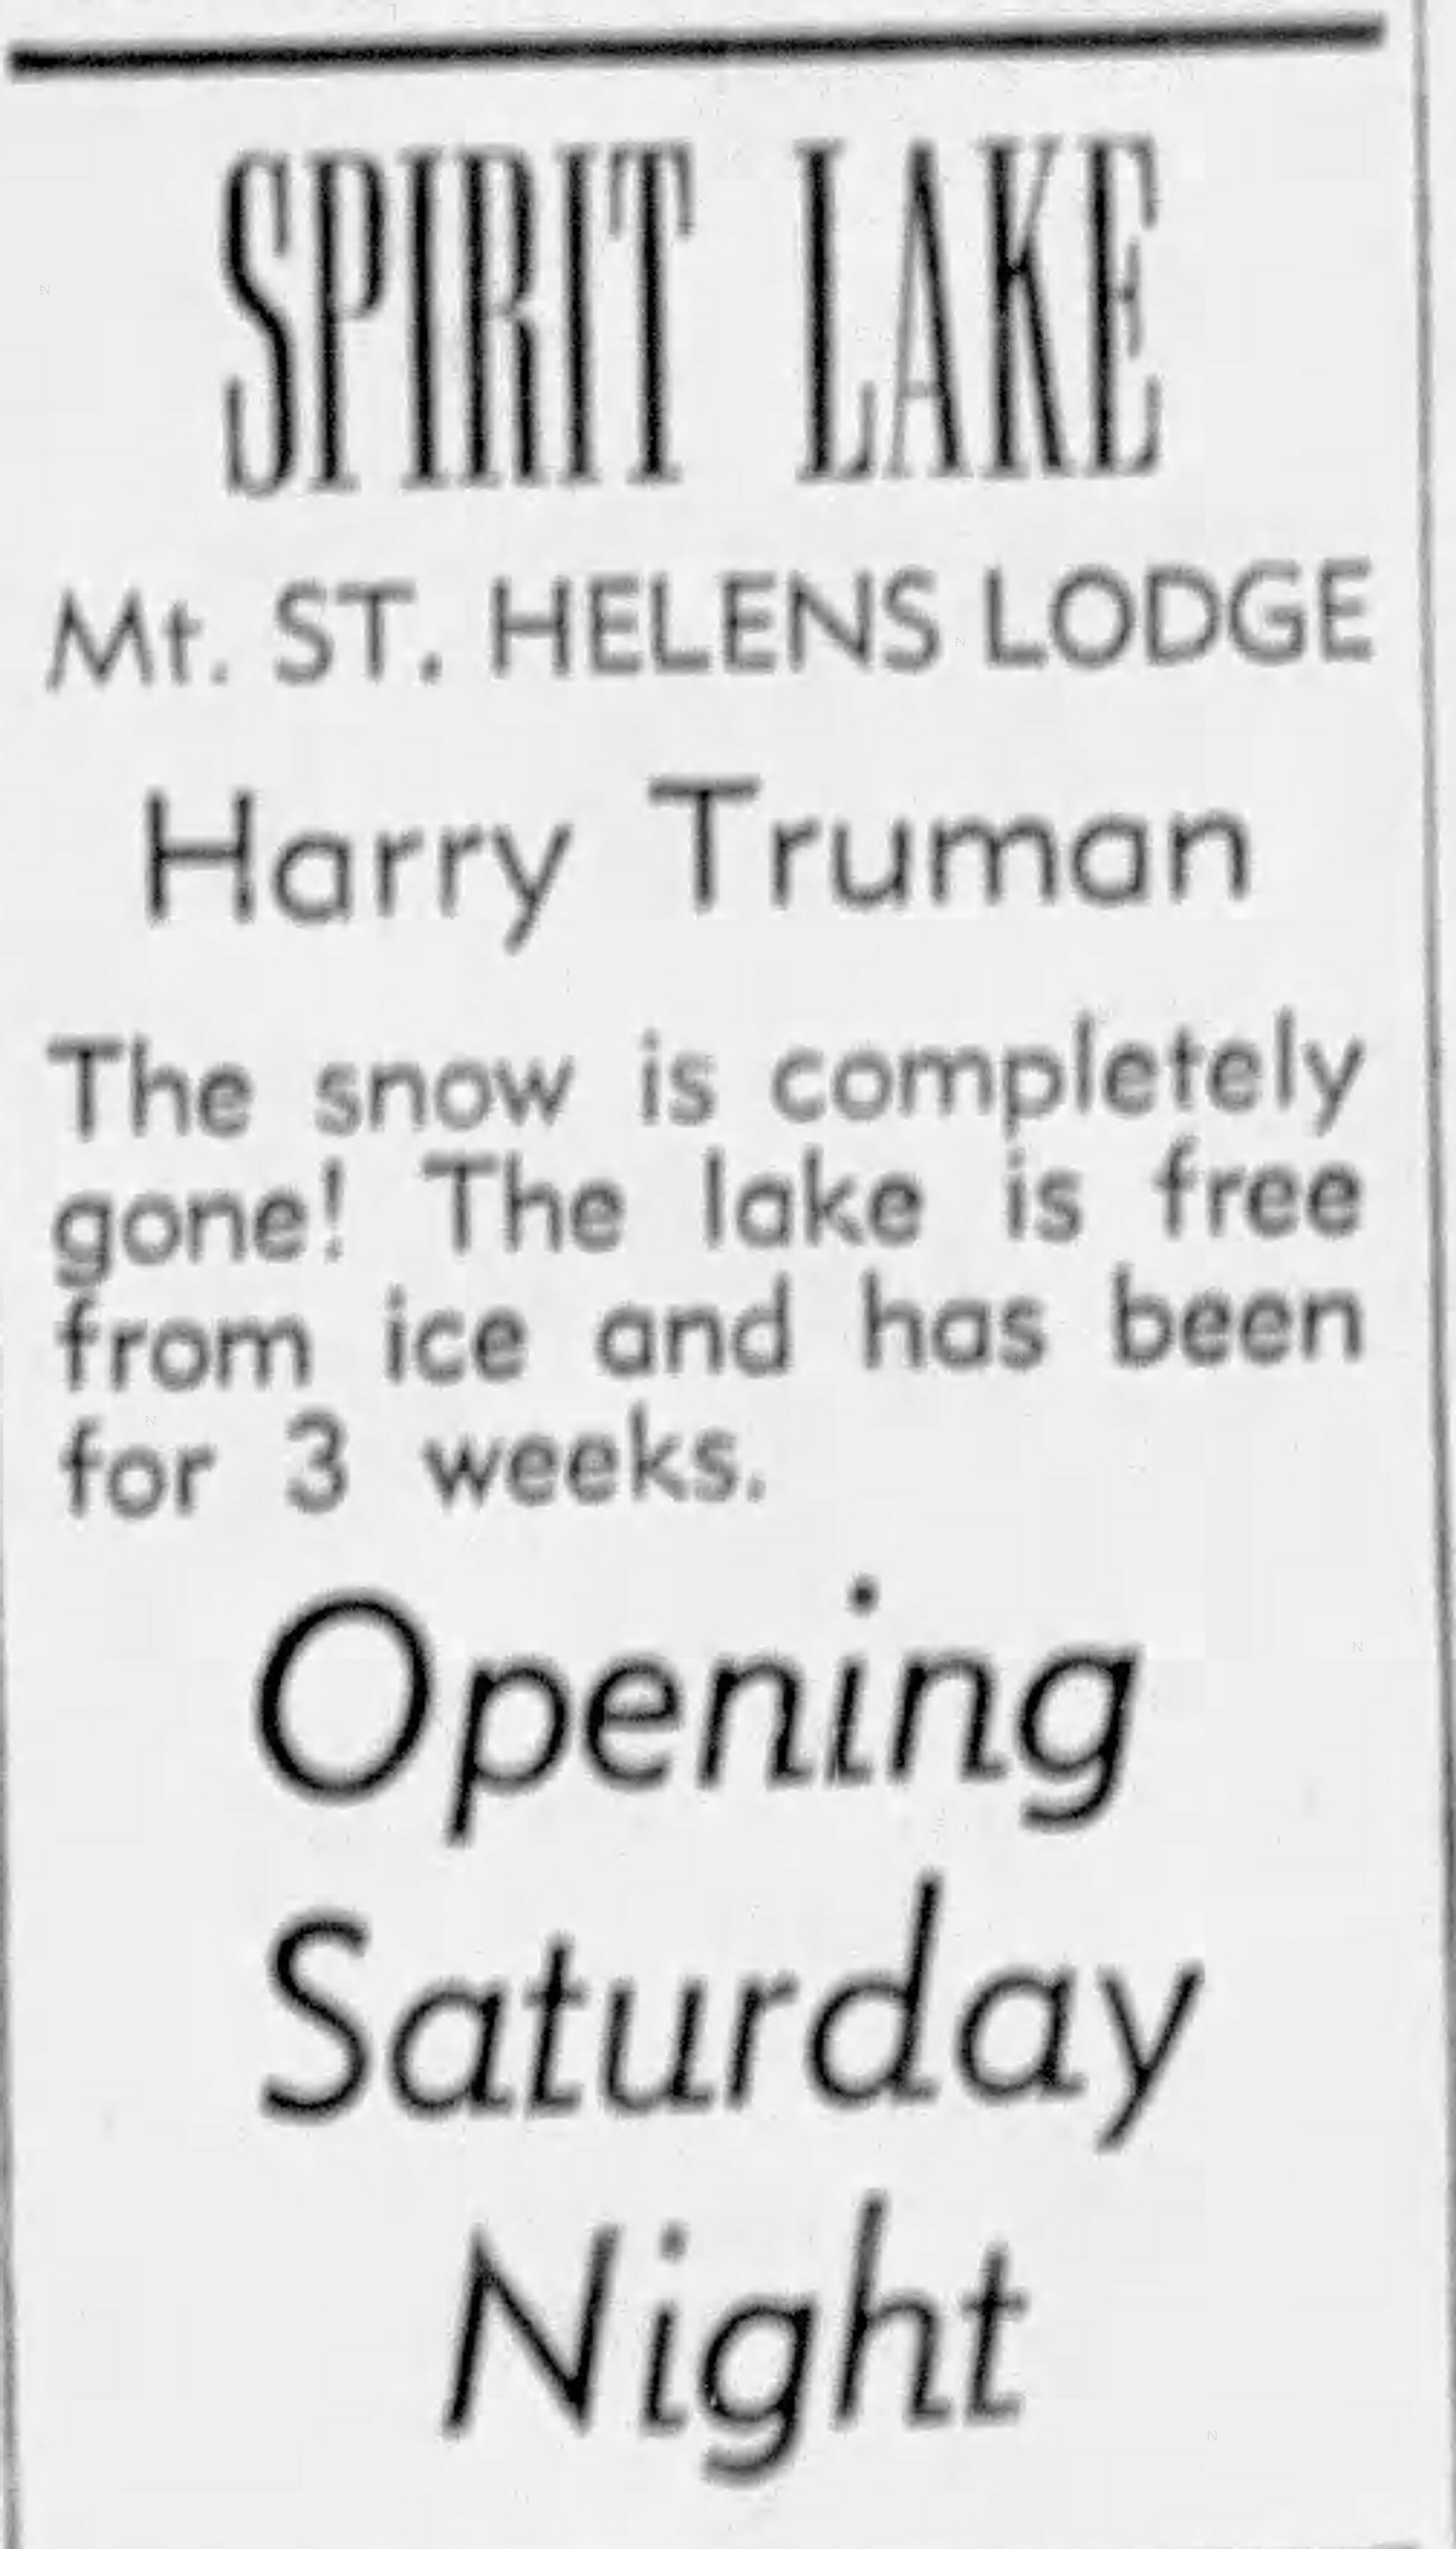 SPIRIT LAKE
Mt. ST. HELENS LODGE
Harry Truman
The snow is completely
gone! The lake is free
from ice and has been
for 3 weeks.
Opening
Saturday
Night